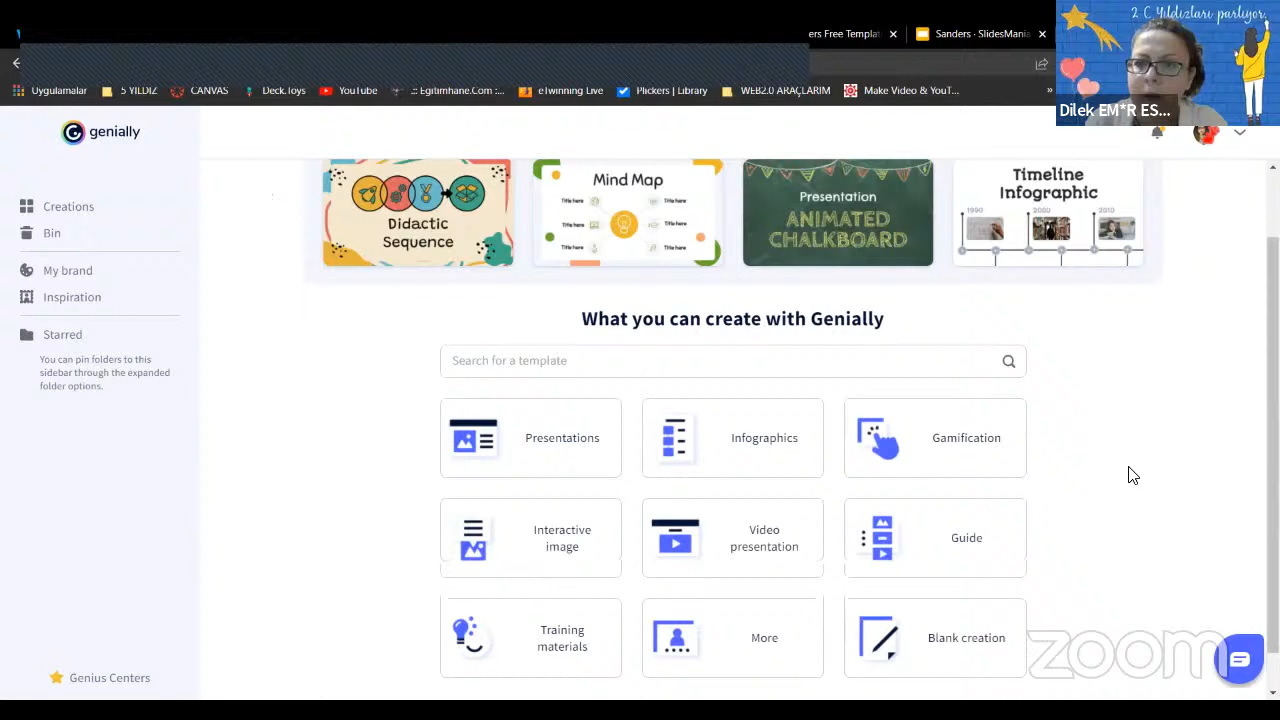 ers Free Templat
Sanders - SlidesMania
2 C Yıldızları parlıyor.
Uygulamalar
5 YILDIZ
CANVAS
Deck.Toys
YouTube
.:: Egitimhane.Com :...
eTwinning Live
Plickers | Library
WEB2.0 ARAÇLARIM
Make Video & YouT...
»
Dilek EM*R ES...
genially
Creations
Bin
My brand
Inspiration
Starred
You can pin folders to this
sidebar through the expanded
folder options.
Genius Centers
Didactic
Sequence
Mind Map
Title here
Title here
Title here
Title here
Title here
Title here
Presentation
ANIMATED
CHALKBOARD
Timeline
Infographic
1990
2000
2010
What you can create with Genially
Search for a template
Presentations
Infographics
Gamification
Interactive
image
Video
presentation
Guide
Training
materials
More
Blank creation
zoom